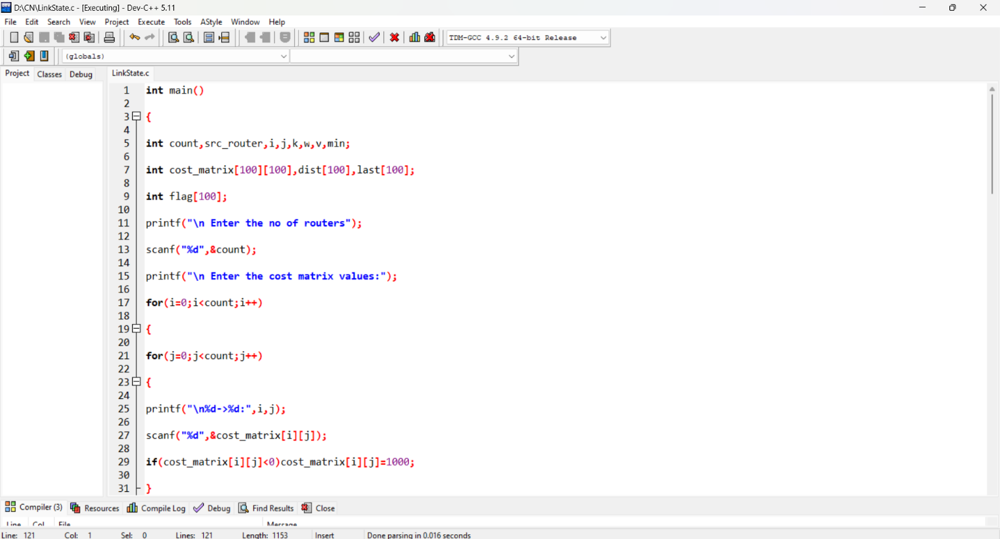 D:\CN\LinkState.c - [Executing] - Dev-C++ 5.11
File Edit Search View Project Execute Tools AStyle Window Help
TDM-GCC 4.9.2 64-bit Release
(globals)
Project Classes Debug LinkState.c
1 int main()
2
3 {
4
5 int count,src_router,i,j,k,w,v,min;
6
7 int cost_matrix[100][100],dist[100],last[100];
8
9 int flag[100];
10
11 printf("\n Enter the no of routers");
12
13 scanf("%d",&count);
14
15 printf("\n Enter the cost matrix values:");
16
17 for(i=0;i<count;i++)
18
19 {
20
21 for(j=0;j<count;j++)
22
23 {
24
25 printf("\n%d->%d:",i,j);
26
27 scanf("%d",&cost_matrix[i][j]);
28
29 if(cost_matrix[i][j]<0)cost_matrix[i][j]=1000;
30
31 }
Compiler (3) Resources Compile Log Debug Find Results Close
Line Col File Message
Line: 121 Col: 1 Sel: 0 Lines: 121 Length: 1153 Insert Done parsing in 0.016 seconds